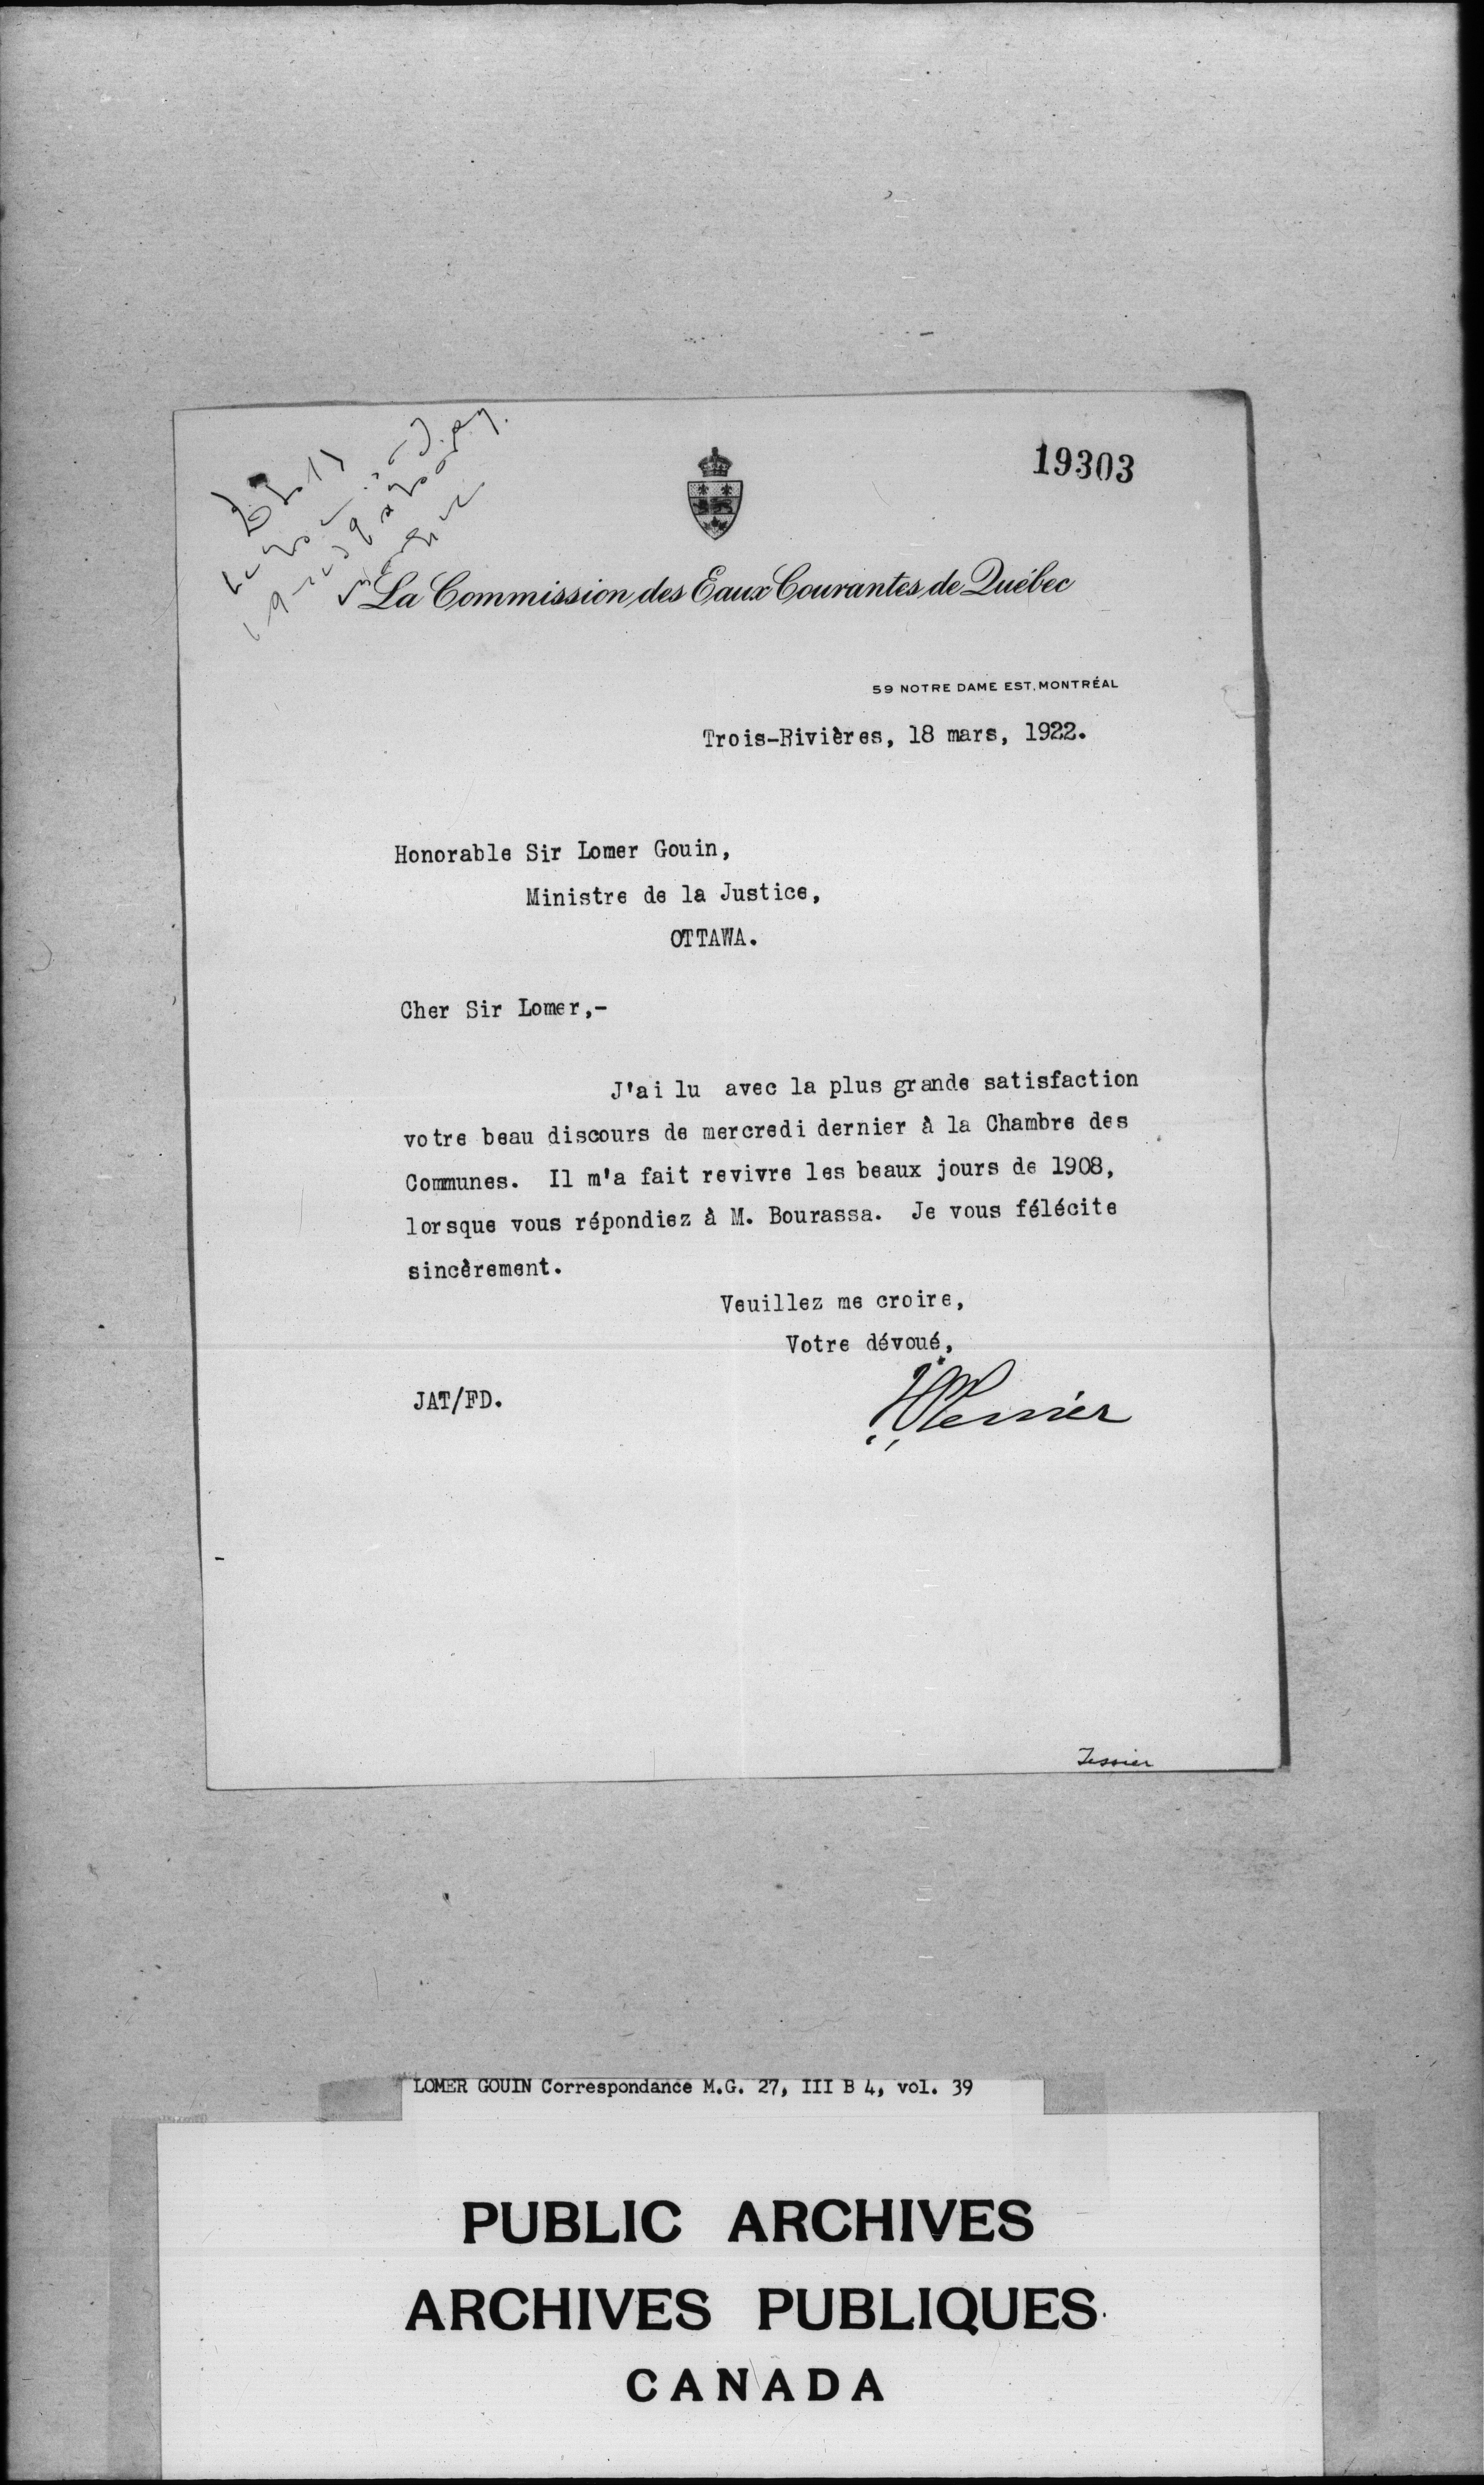 19303
La Commission des Eaux Courantes de Québec
59 NOTRE DAME EST, MONTRÉAL
Trois-Rivières, 18 mars, 1922.
Honorable Sir Lomer Gouin,
Ministre de la Justice,
OTTAWA.
Cher Sir Lomer,-
J'ai lu avec la plus grande satisfaction
votre beau discours de mercredi dernier à la Chambre des
Communes. Il m'a fait revivre les beaux jours de 1908,
lorsque vous répondiez à M. Bourassa. Je vous félécite
sincèrement.
Veuillez me croire,
Votre dévoué,
JAT/FD.
Tessier
LOMER GOUIN Correspondance M.G. 27, III B 4, vol. 39
PUBLIC ARCHIVES
ARCHIVES PUBLIQUES
CANADA